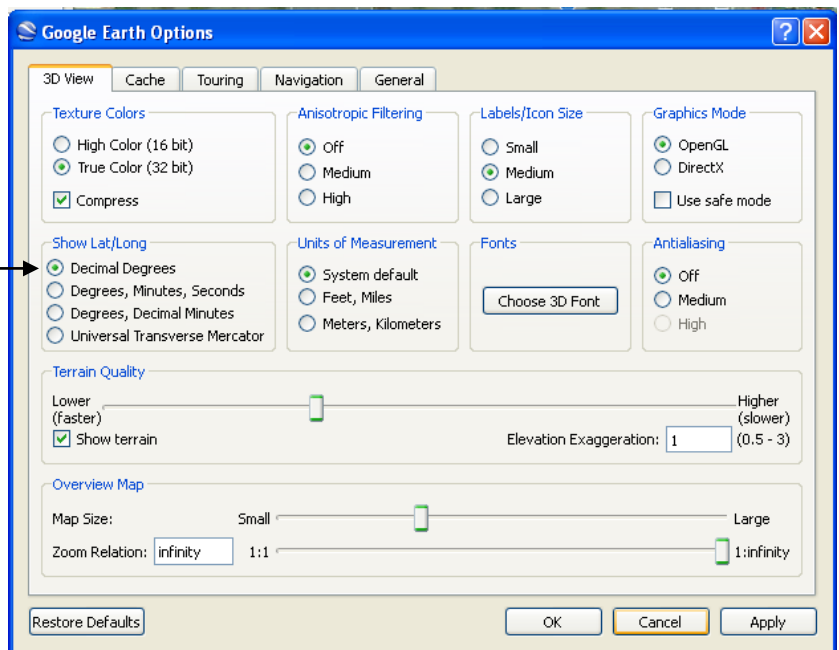 Google Earth Options
3D View Cache Touring Navigation General
Texture Colors
High Color (16 bit)
True Color (32 bit)
Compress
Anisotropic Filtering
Off
Medium
High
Labels/Icon Size
Small
Medium
Large
Graphics Mode
OpenGL
DirectX
Use safe mode
Show Lat/Long
Decimal Degrees
Degrees, Minutes, Seconds
Degrees, Decimal Minutes
Universal Transverse Mercator
Units of Measurement
System default
Feet, Miles
Meters, Kilometers
Fonts
Choose 3D Font
Antialiasing
Off
Medium
High
Terrain Quality
Lower
(faster)
Higher
(slower)
Show terrain
Elevation Exaggeration: 1 (0.5 - 3)
Overview Map
Map Size: Small Large
Zoom Relation: infinity 1:1 1:infinity
Restore Defaults OK Cancel Apply